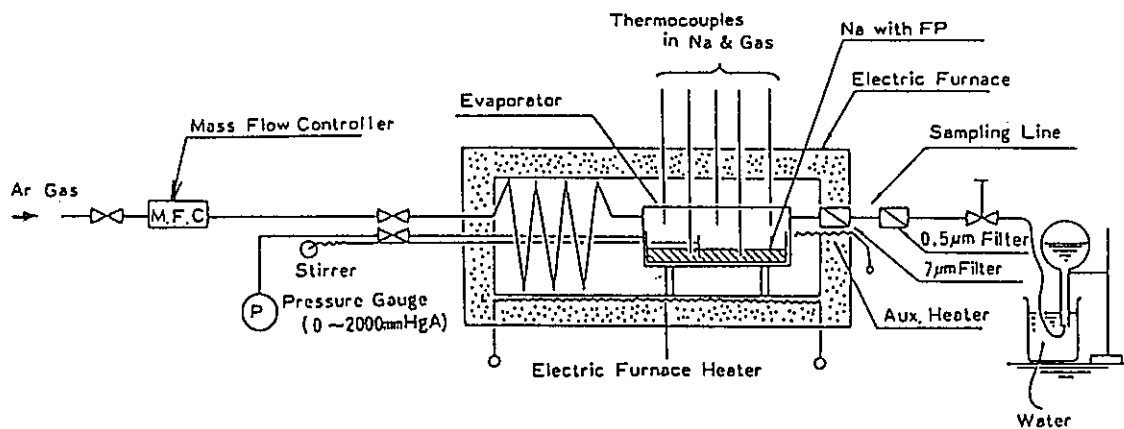 Thermocouples
in Na & Gas
Na with FP
Electric Furnace
Evaporator
Mass Flow Controller
Sampling Line
Ar Gas
M.F.C
0.5μm Filter
7μm Filter
Stirrer
P
Pressure Gauge
(0 ~2000mmHgA)
Aux. Heater
Electric Furnace Heater
Water